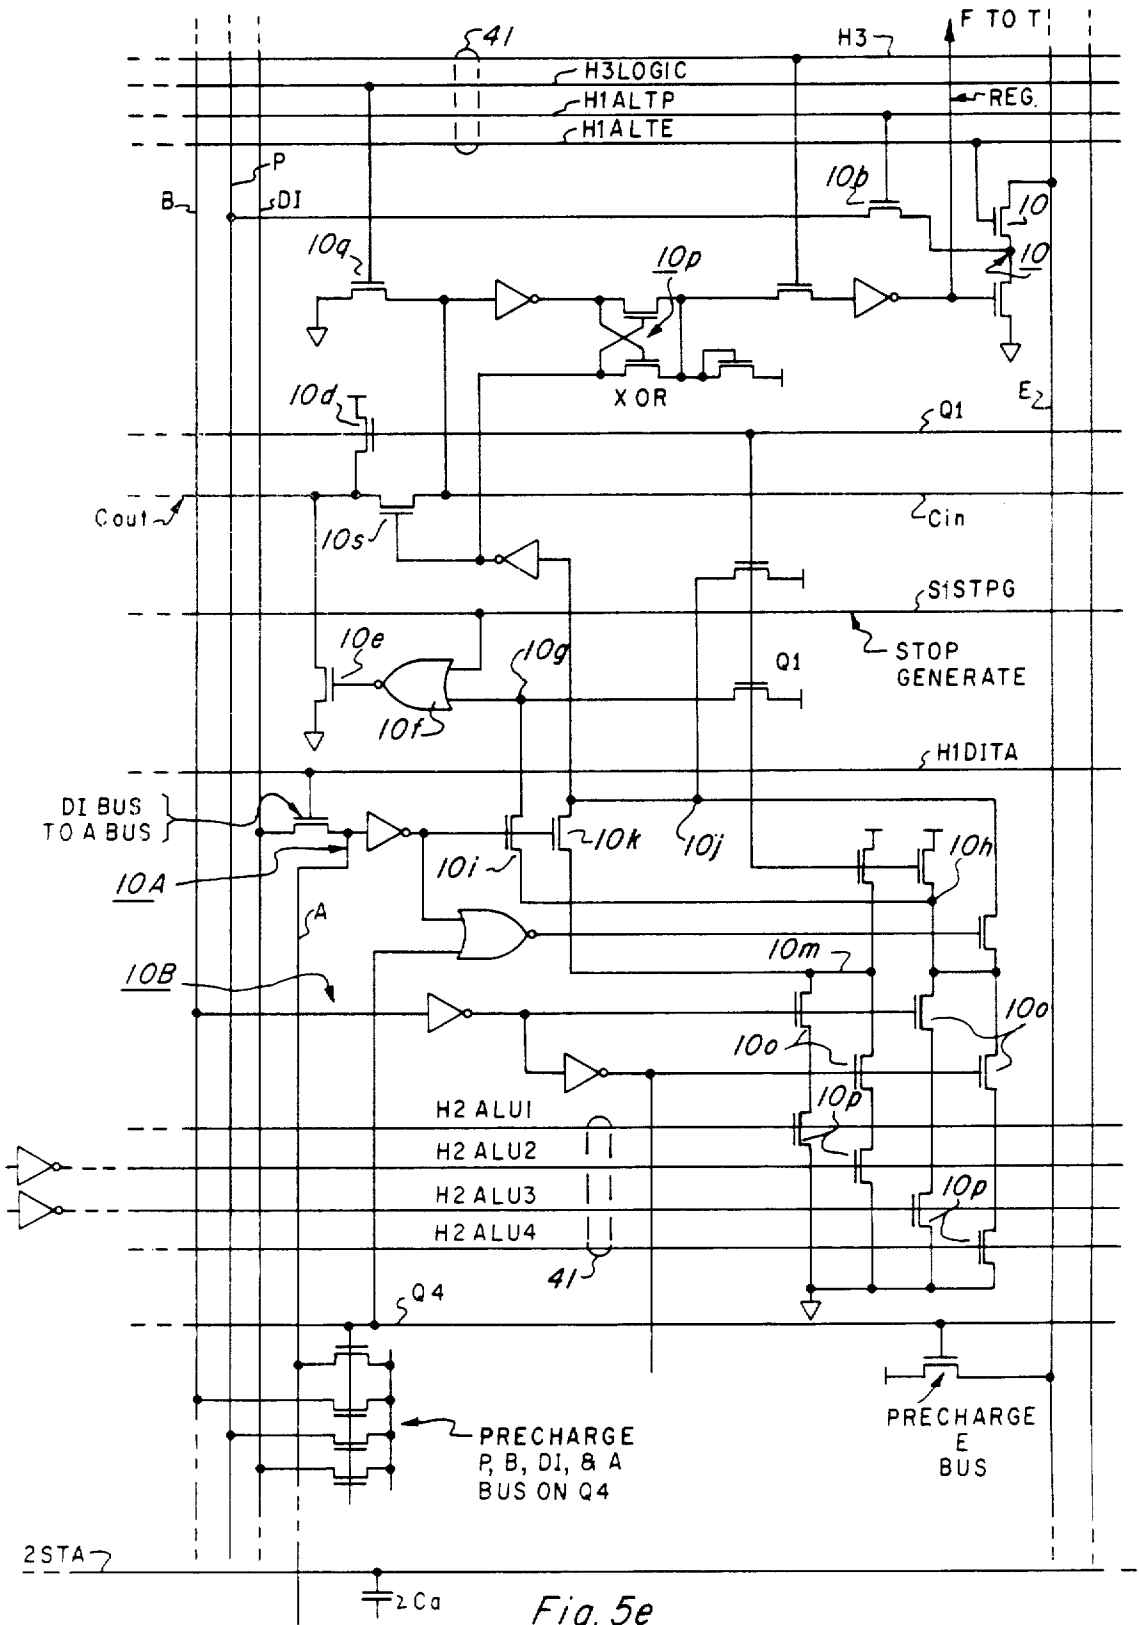 F TO T
41
H3
H3LOGIC
H1ALTP
REG.
H1ALTE
P
B
DI
10b
10
10q
10p
10
XOR
10d
E
Q1
Cout
Cin
10s
S1STPG
10e
10g
Q1
STOP
GENERATE
10f
H1DITA
DI BUS
TO A BUS
10k
10j
10i
10h
10A
A
10m
10B
10o
10o
10p
H2 ALU1
H2 ALU2
H2 ALU3
10p
H2 ALU4
41
Q4
PRECHARGE
P, B, DI, & A
BUS ON Q4
PRECHARGE
E
BUS
2STA
2Ca
Fig. 5e